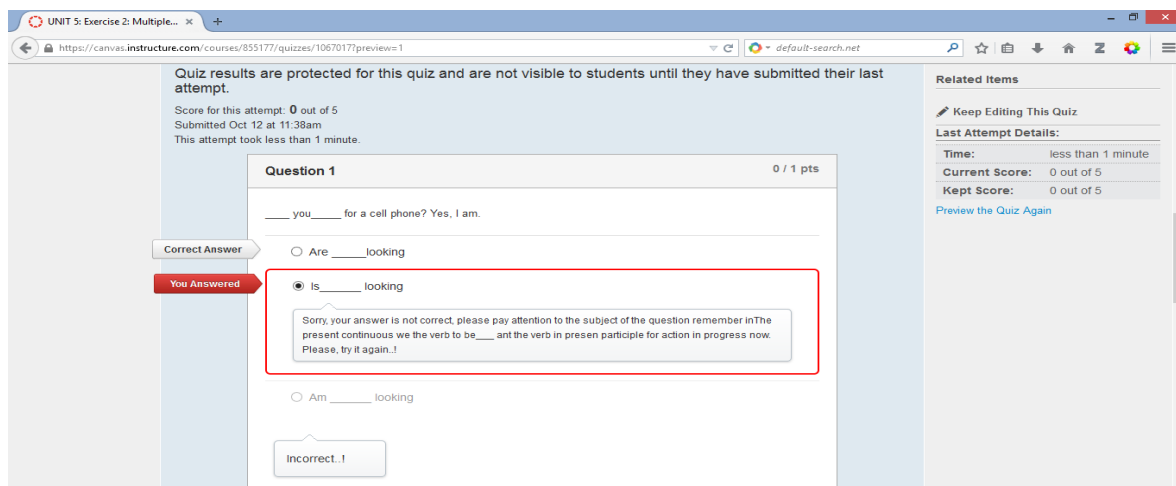 UNIT 5: Exercise 2: Multiple... × +
https://canvas.instructure.com/courses/855177/quizzes/1067017?preview=1
default-search.net
Quiz results are protected for this quiz and are not visible to students until they have submitted their last
attempt.
Score for this attempt: 0 out of 5
Submitted Oct 12 at 11:38am
This attempt took less than 1 minute.
Question 1
0 / 1 pts
____ you_____ for a cell phone? Yes, I am.
Correct Answer
Are _____looking
You Answered
Is______ looking
Sorry, your answer is not correct, please pay attention to the subject of the question remember inThe
present continuous we the verb to be___ ant the verb in presen participle for action in progress now.
Please, try it again..!
Am ______ looking
Incorrect..!
Related Items
Keep Editing This Quiz
Last Attempt Details:
Time: less than 1 minute
Current Score: 0 out of 5
Kept Score: 0 out of 5
Preview the Quiz Again